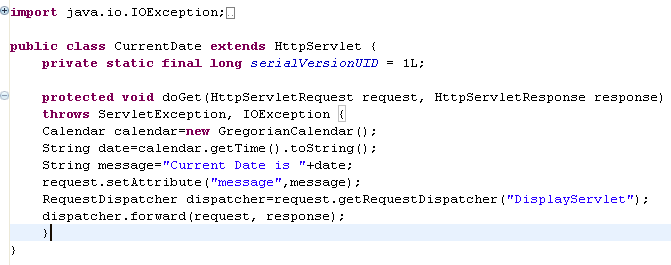 import java.io.IOException;
public class CurrentDate extends HttpServlet {
private static final long serialVersionUID = 1L;
protected void doGet(HttpServletRequest request, HttpServletResponse response)
throws ServletException, IOException {
Calendar calendar=new GregorianCalendar();
String date=calendar.getTime().toString();
String message="Current Date is "+date;
request.setAttribute("message",message);
RequestDispatcher dispatcher=request.getRequestDispatcher("DisplayServlet");
dispatcher.forward(request, response);
}
}